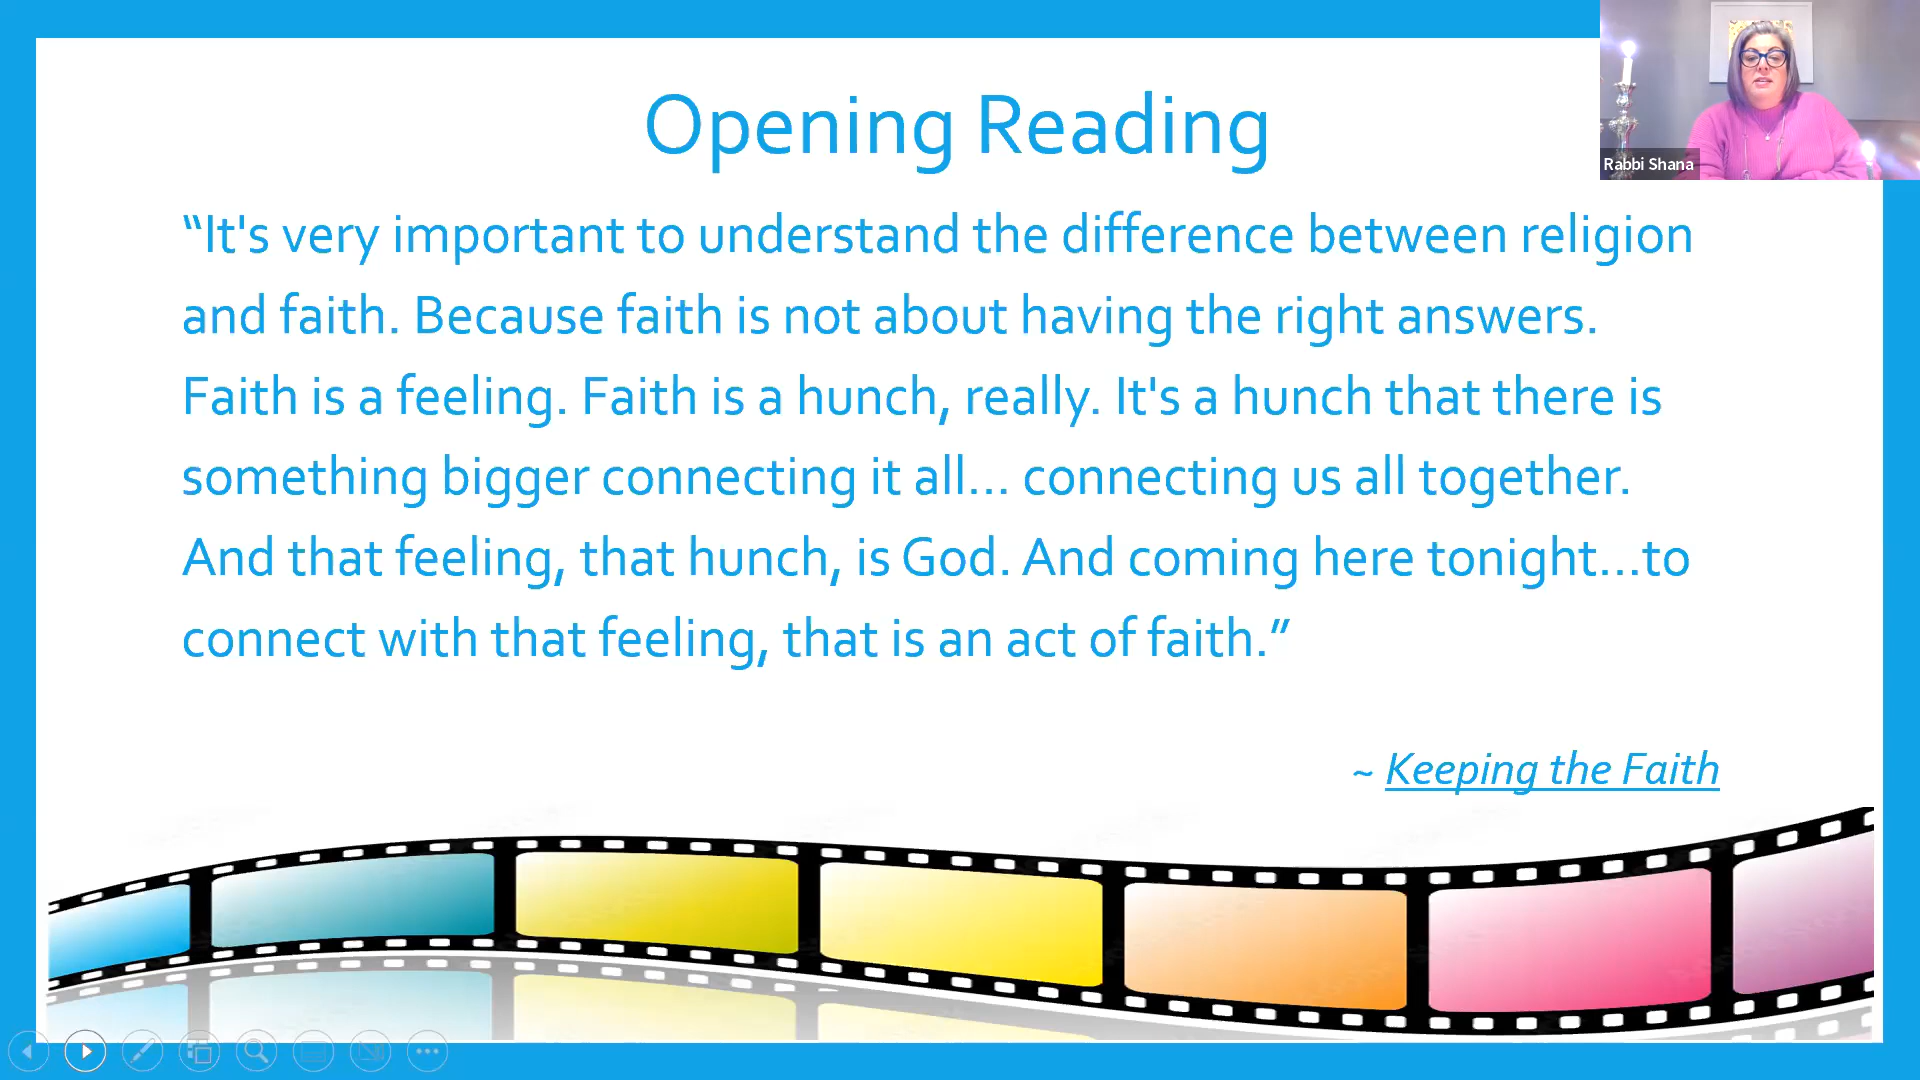 Opening Reading
Rabbi Shana
“It's very important to understand the difference between religion
and faith. Because faith is not about having the right answers.
Faith is a feeling. Faith is a hunch, really. It's a hunch that there is
something bigger connecting it all... connecting us all together.
And that feeling, that hunch, is God. And coming here tonight...to
connect with that feeling, that is an act of faith.”
~ Keeping the Faith